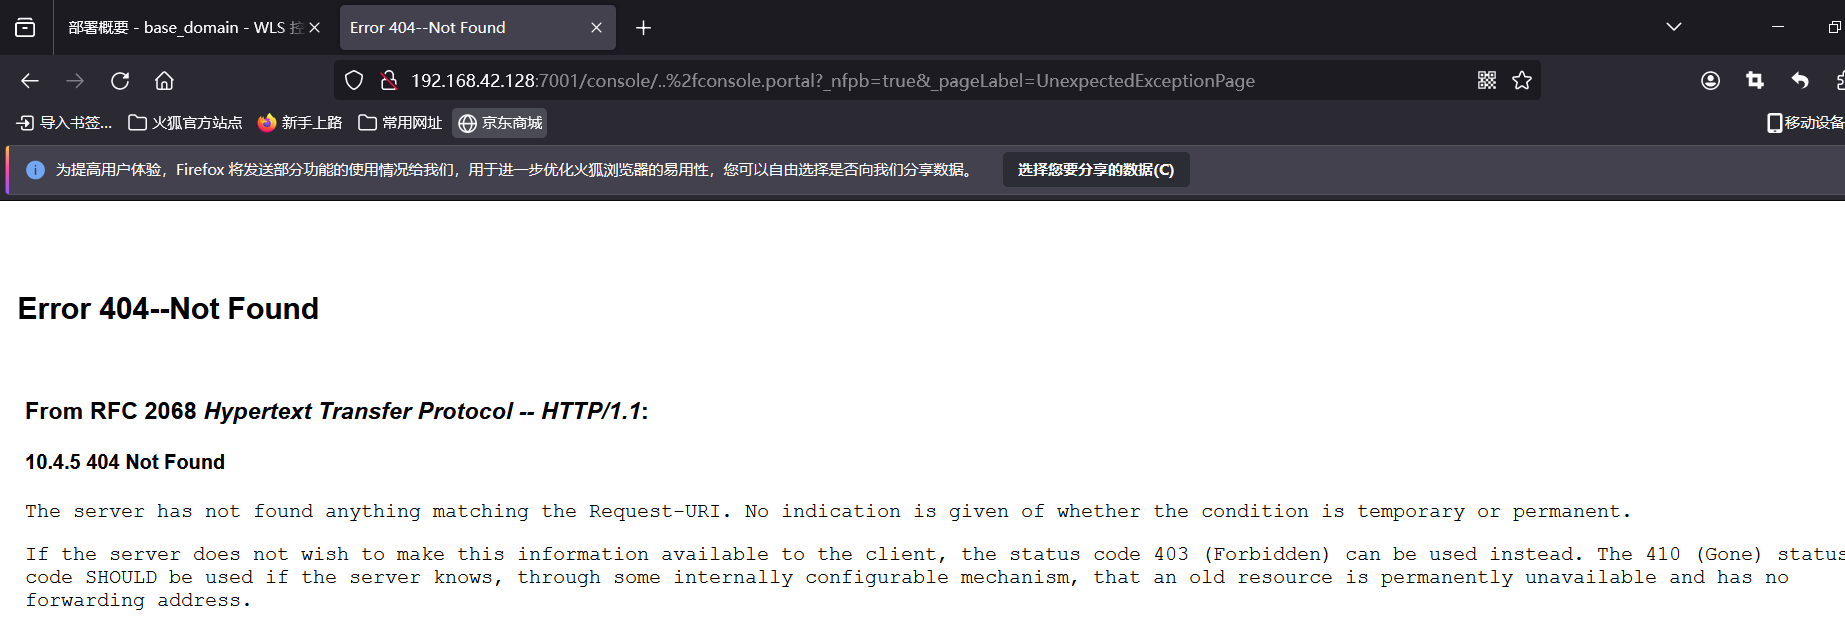 部署概要 - base_domain - WLS 控
Error 404--Not Found
192.168.42.128:7001/console/..%2fconsole.portal?_nfpb=true&_pageLabel=UnexpectedExceptionPage
导入书签... 火狐官方站点 新手上路 常用网址 京东商城 移动设备
为提高用户体验，Firefox 将发送部分功能的使用情况给我们，用于进一步优化火狐浏览器的易用性，您可以自由选择是否向我们分享数据。 选择您要分享的数据(C)
Error 404--Not Found
From RFC 2068 Hypertext Transfer Protocol -- HTTP/1.1:
10.4.5 404 Not Found
The server has not found anything matching the Request-URI. No indication is given of whether the condition is temporary or permanent.
If the server does not wish to make this information available to the client, the status code 403 (Forbidden) can be used instead. The 410 (Gone) status
code SHOULD be used if the server knows, through some internally configurable mechanism, that an old resource is permanently unavailable and has no
forwarding address.